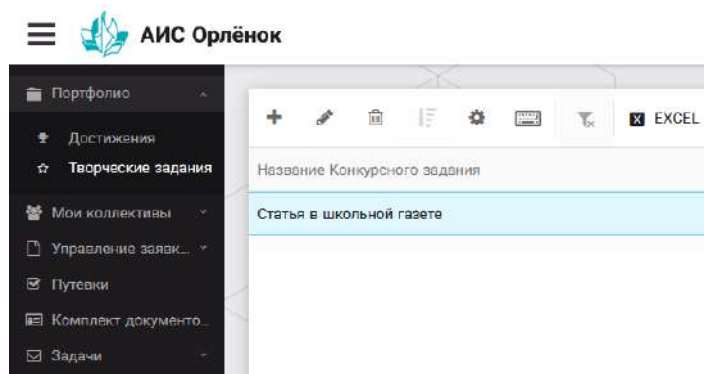 АИС Орлёнок
Портфолио
Достижения
Творческие задания
Мои коллективы
Управление заявк...
Путевки
Комплект документо...
Задачи
EXCEL
Название Конкурсного задания
Статья в школьной газете